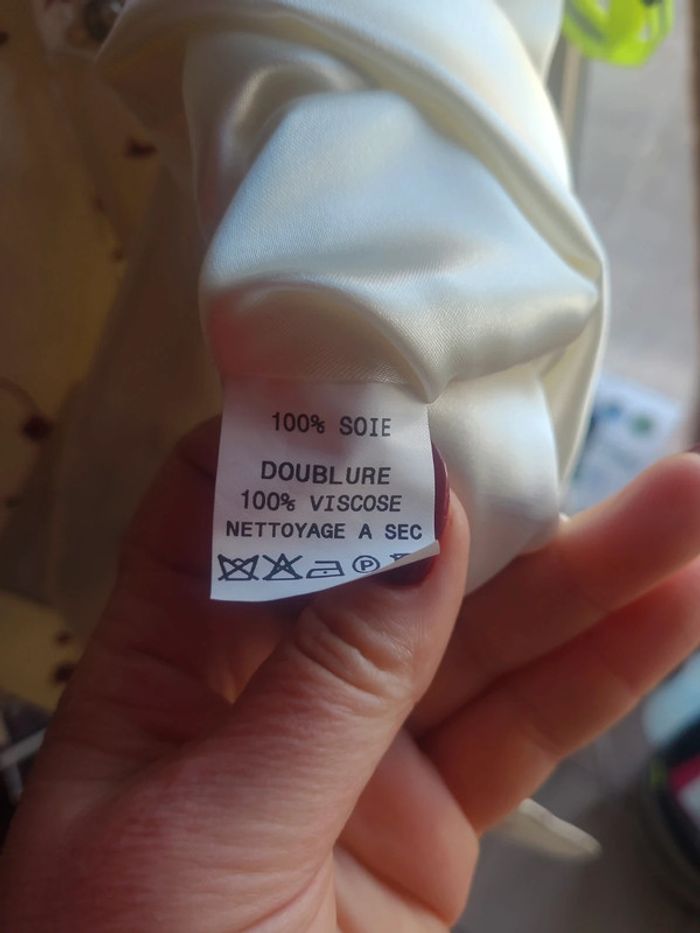 100% SOIE
DOUBLURE
100% VISCOSE
NETTOYAGE A SEC
P